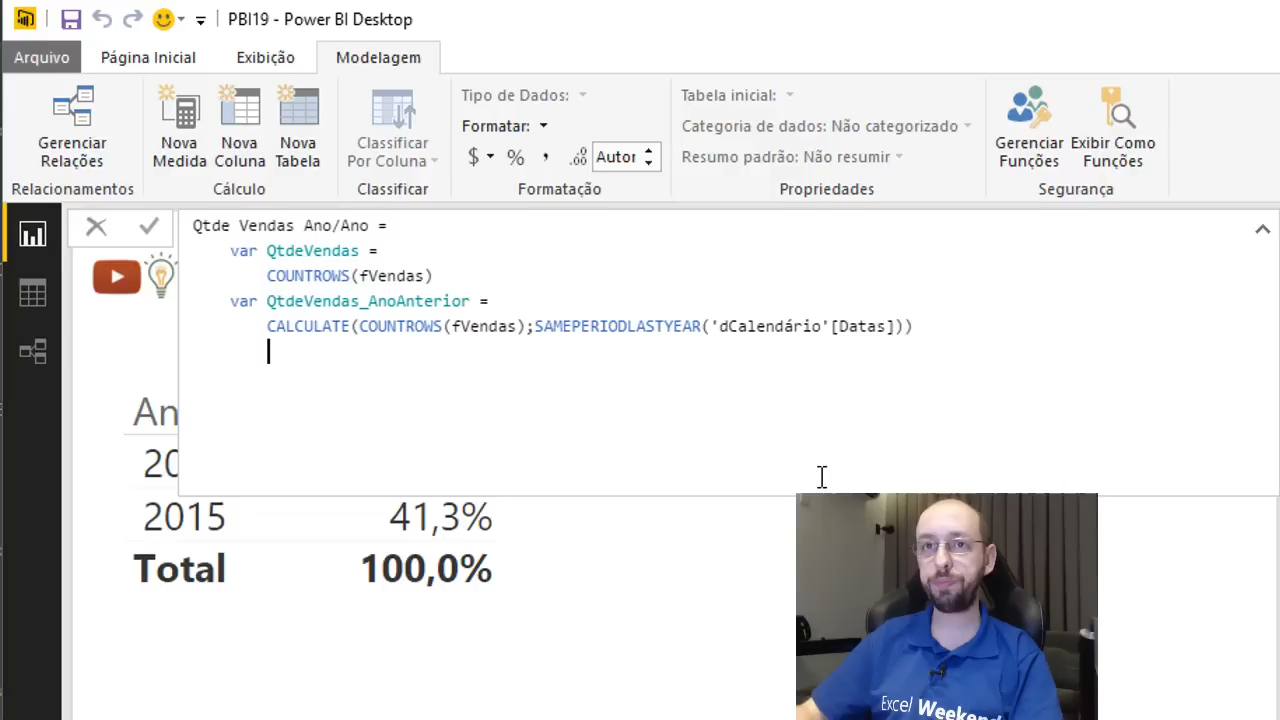 PBI19 - Power BI Desktop
Arquivo Página Inicial Exibição Modelagem
Gerenciar Relações
Relacionamentos
Nova Medida
Nova Coluna
Nova Tabela
Cálculo
Classificar Por Coluna
Classificar
Tipo de Dados:
Formatar:
$ % , .00 Autor
Formatação
Tabela inicial:
Categoria de dados: Não categorizado
Resumo padrão: Não resumir
Propriedades
Gerenciar Funções
Exibir Como Funções
Segurança
Qtde Vendas Ano/Ano =
var QtdeVendas =
COUNTROWS(fVendas)
var QtdeVendas_AnoAnterior =
CALCULATE(COUNTROWS(fVendas);SAMEPERIODLASTYEAR('dCalendário'[Datas]))
An
20
2015 41,3%
Total 100,0%
Excel Weekend